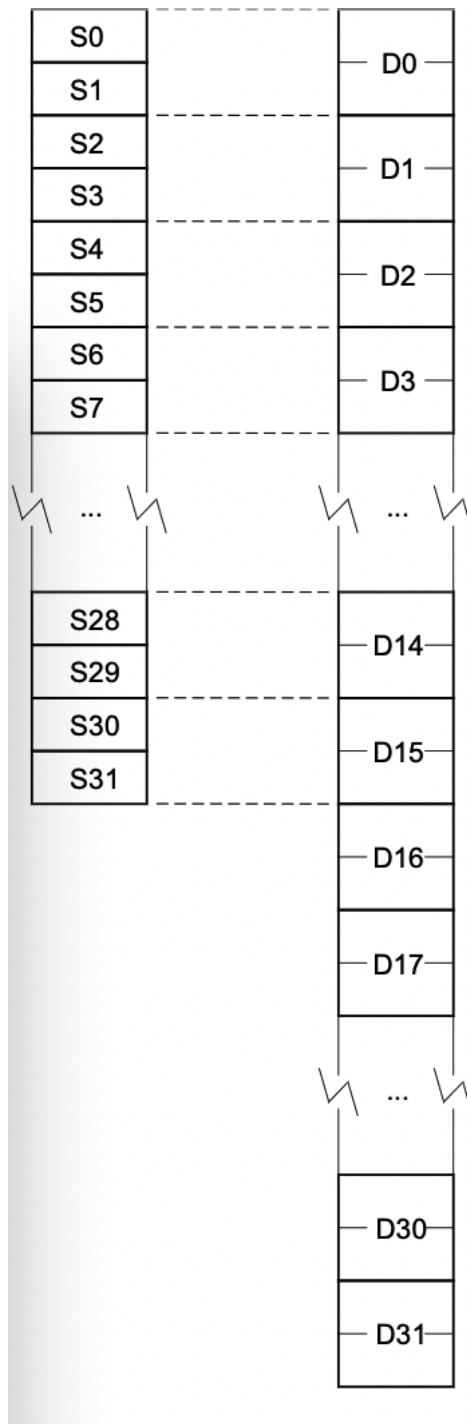 S0
S1
S2
S3
S4
S5
S6
S7
...
S28
S29
S30
S31
D0
D1
D2
D3
...
D14
D15
D16
D17
...
D30
D31